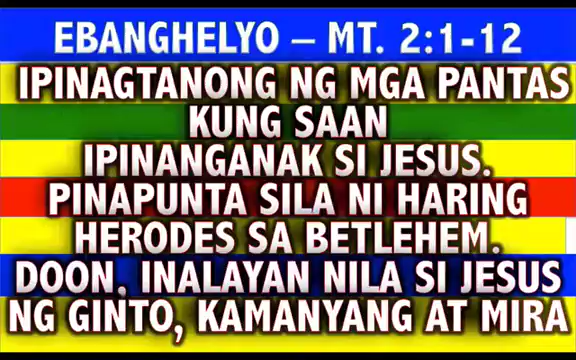 EBANGHELYO – MT. 2:1-12
IPINAGTANONG NG MGA PANTAS
KUNG SAAN
IPINANGANAK SI JESUS.
PINAPUNTA SILA NI HARING
HERODES SA BETLEHEM.
DOON, INALAYAN NILA SI JESUS
NG GINTO, KAMANYANG AT MIRA